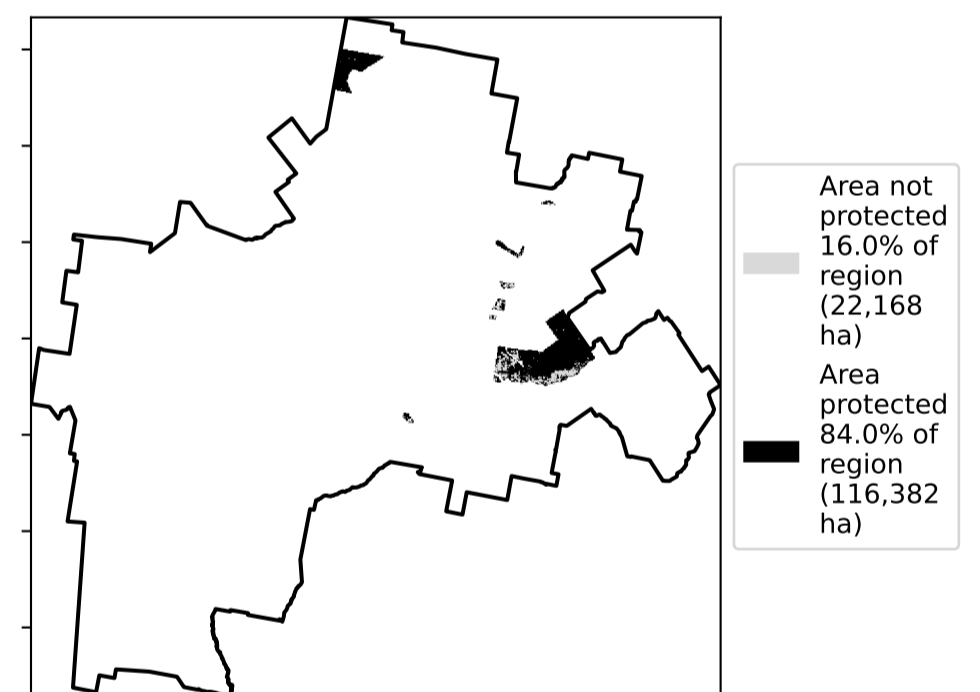 Area not
protected
16.0% of
region
(22,168
ha)
Area
protected
84.0% of
region
(116,382
ha)